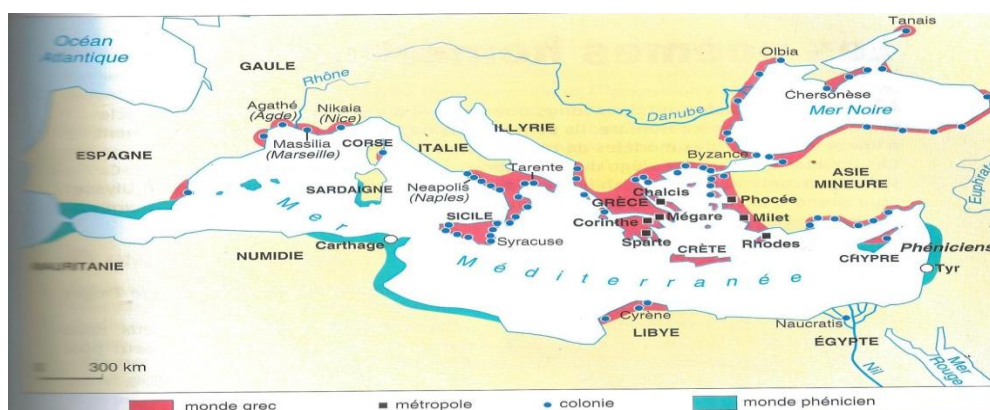 Tanais
Océan
Atlantique
Olbia
GAULE
Rhône
Chersonèse
Mer Noire
Agathé
(Agde)
Nikaia
(Nice)
Danube
ILLYRIE
Massilia
(Marseille)
CORSE
ITALIE
ESPAGNE
Byzance
Tarente
ASIE
MINEURE
Euphrat
SARDAIGNE
Neapolis
(Naples)
Chalcis
GRÈCE
Phocée
Mer
SICILE
Mégare
Corinthe
Milet
Syracuse
Sparte
Rhodes
Carthage
CRÈTE
Phéniciens
CHYPRE
MAURITANIE
NUMIDIE
Méditerranée
Tyr
Cyrène
Naucratis
LIBYE
ÉGYPTE
Nil
Mer
Rouge
300 km
monde grec
métropole
colonie
monde phénicien